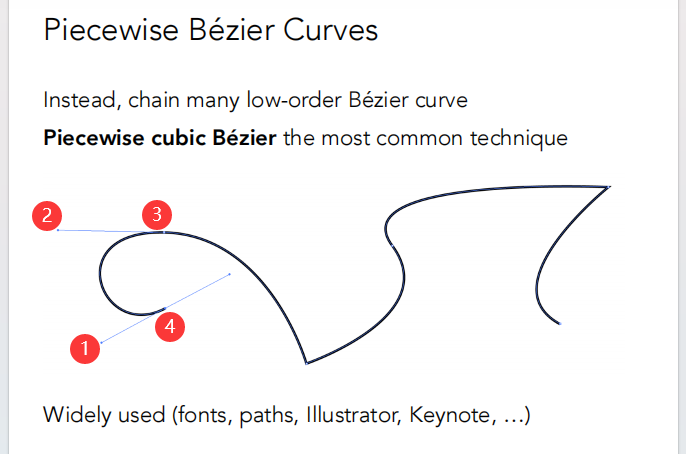 Piecewise Bézier Curves
Instead, chain many low-order Bézier curve
Piecewise cubic Bézier the most common technique
2
3
4
1
Widely used (fonts, paths, Illustrator, Keynote, …)